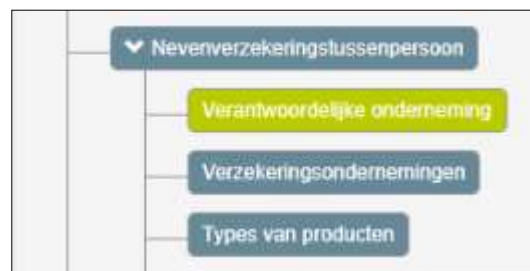 Nevenverzekeringstussenpersoon
Verantwoordelijke onderneming
Verzekeringsondernemingen
Types van producten